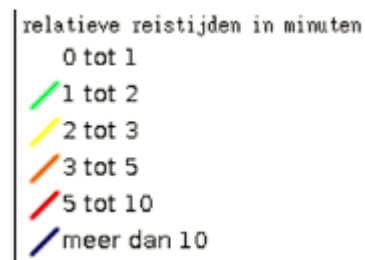 relatieve reistijden in minuten
0 tot 1
1 tot 2
2 tot 3
3 tot 5
5 tot 10
meer dan 10